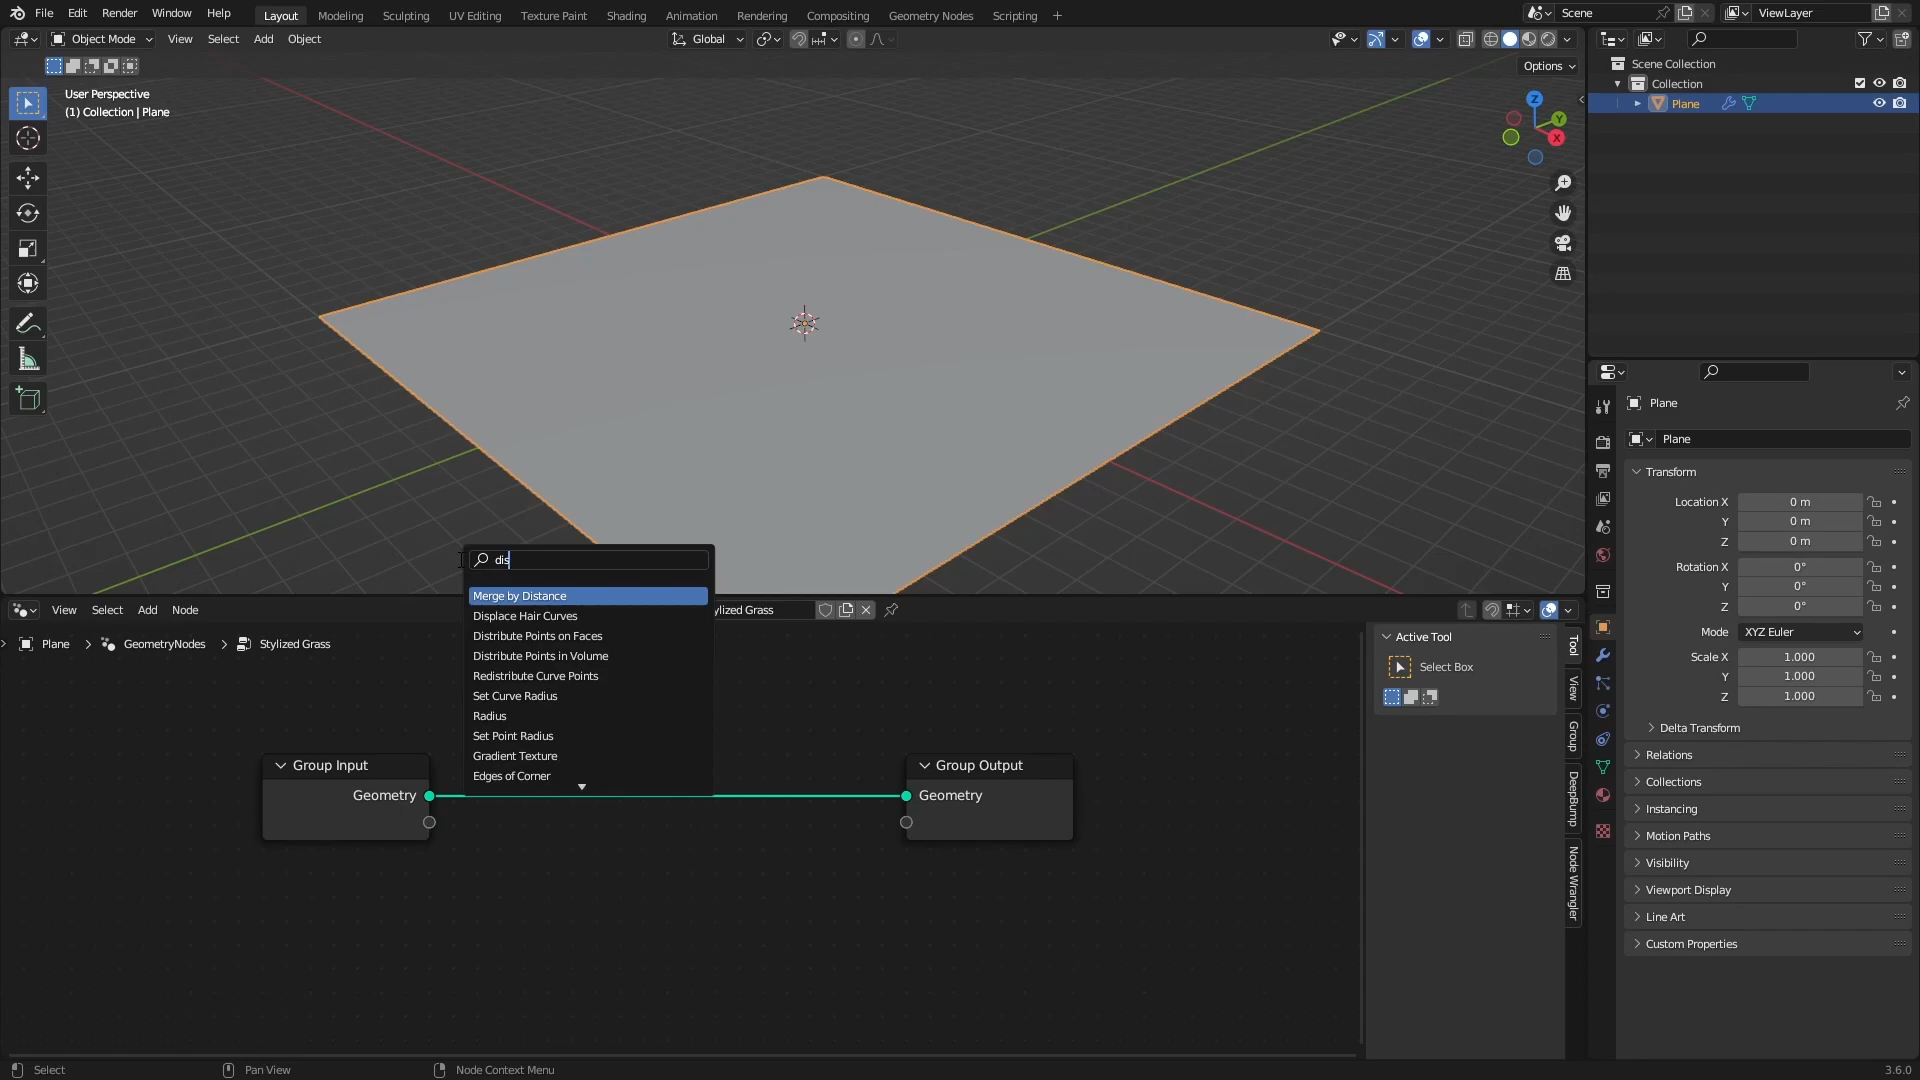 File Edit Render Window Help Layout Modeling Sculpting UV Editing Texture Paint Shading Animation Rendering Compositing Geometry Nodes Scripting + Scene ViewLayer
Object Mode View Select Add Object Global
Options
User Perspective
(1) Collection | Plane
Z
Y
X
Scene Collection
Collection
Plane
Plane
Plane
Transform
Location X 0 m
Y 0 m
Z 0 m
Rotation X 0°
Y 0°
Z 0°
Mode XYZ Euler
Scale X 1.000
Y 1.000
Z 1.000
Delta Transform
Relations
Collections
Instancing
Motion Paths
Visibility
Viewport Display
Line Art
Custom Properties
dis
Merge by Distance
Displace Hair Curves
Distribute Points on Faces
Distribute Points in Volume
Redistribute Curve Points
Set Curve Radius
Radius
Set Point Radius
Gradient Texture
Edges of Corner
View Select Add Node ylized Grass
Plane GeometryNodes Stylized Grass
Group Input
Geometry
Group Output
Geometry
Active Tool
Select Box
Tool
View
Group
DeepBump
Node Wrangler
Select Pan View Node Context Menu 3.6.0